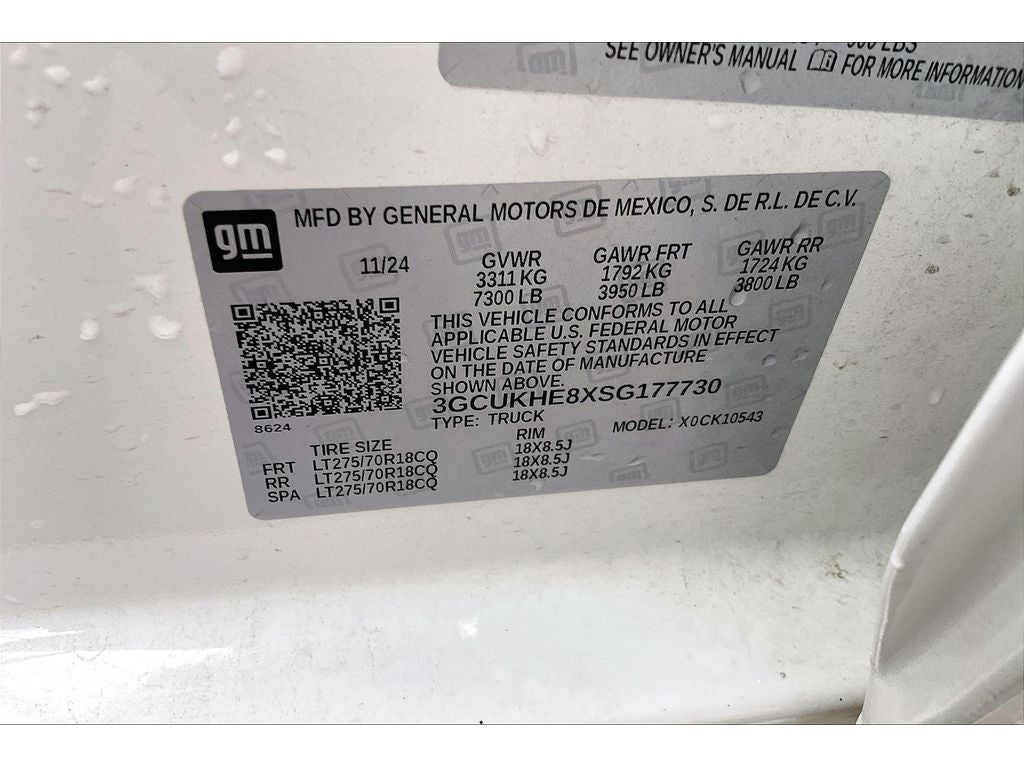 LBS
SEE OWNER'S MANUAL FOR MORE INFORMATION
gm
MFD BY GENERAL MOTORS DE MEXICO, S. DE R.L. DE C.V.
11/24
GVWR
3311 KG
7300 LB
GAWR FRT
1792 KG
3950 LB
GAWR RR
1724 KG
3800 LB
THIS VEHICLE CONFORMS TO ALL
APPLICABLE U.S. FEDERAL MOTOR
VEHICLE SAFETY STANDARDS IN EFFECT
ON THE DATE OF MANUFACTURE
SHOWN ABOVE.
3GCUKHE8XSG177730
TYPE: TRUCK
MODEL: X0CK10543
8624
TIRE SIZE RIM
FRT LT275/70R18CQ 18X8.5J
RR LT275/70R18CQ 18X8.5J
SPA LT275/70R18CQ 18X8.5J